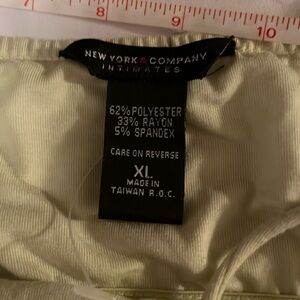 8 9 10
NEW YORK & COMPANY
INTIMATES
62% POLYESTER
33% RAYON
5% SPANDEX
CARE ON REVERSE
XL
MADE IN
TAIWAN R.O.C.